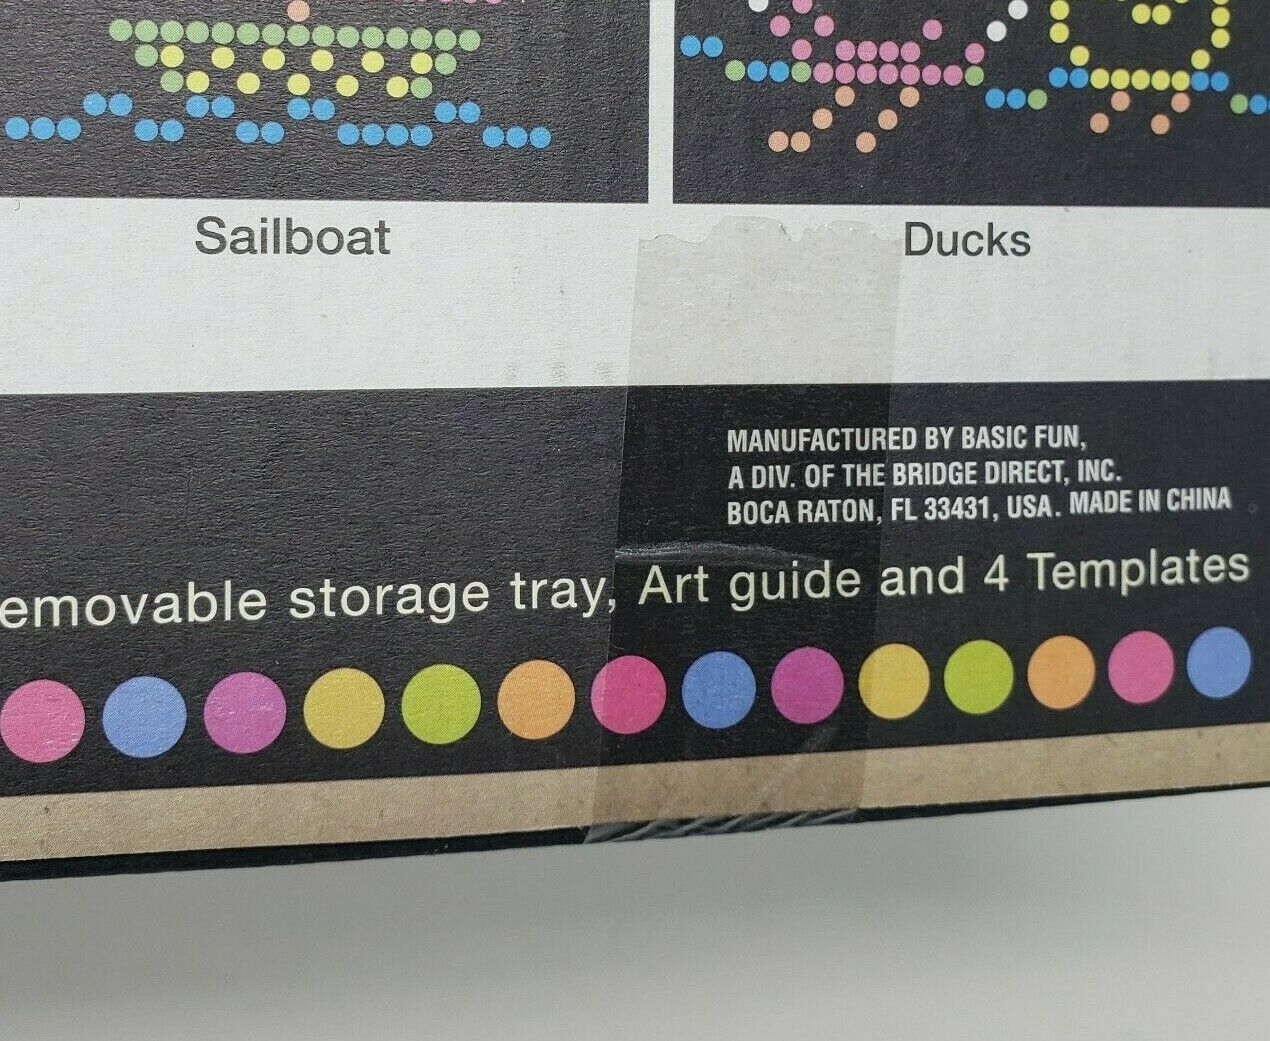 Sailboat
Ducks
MANUFACTURED BY BASIC FUN,
A DIV. OF THE BRIDGE DIRECT, INC.
BOCA RATON, FL 33431, USA. MADE IN CHINA
emovable storage tray, Art guide and 4 Templates